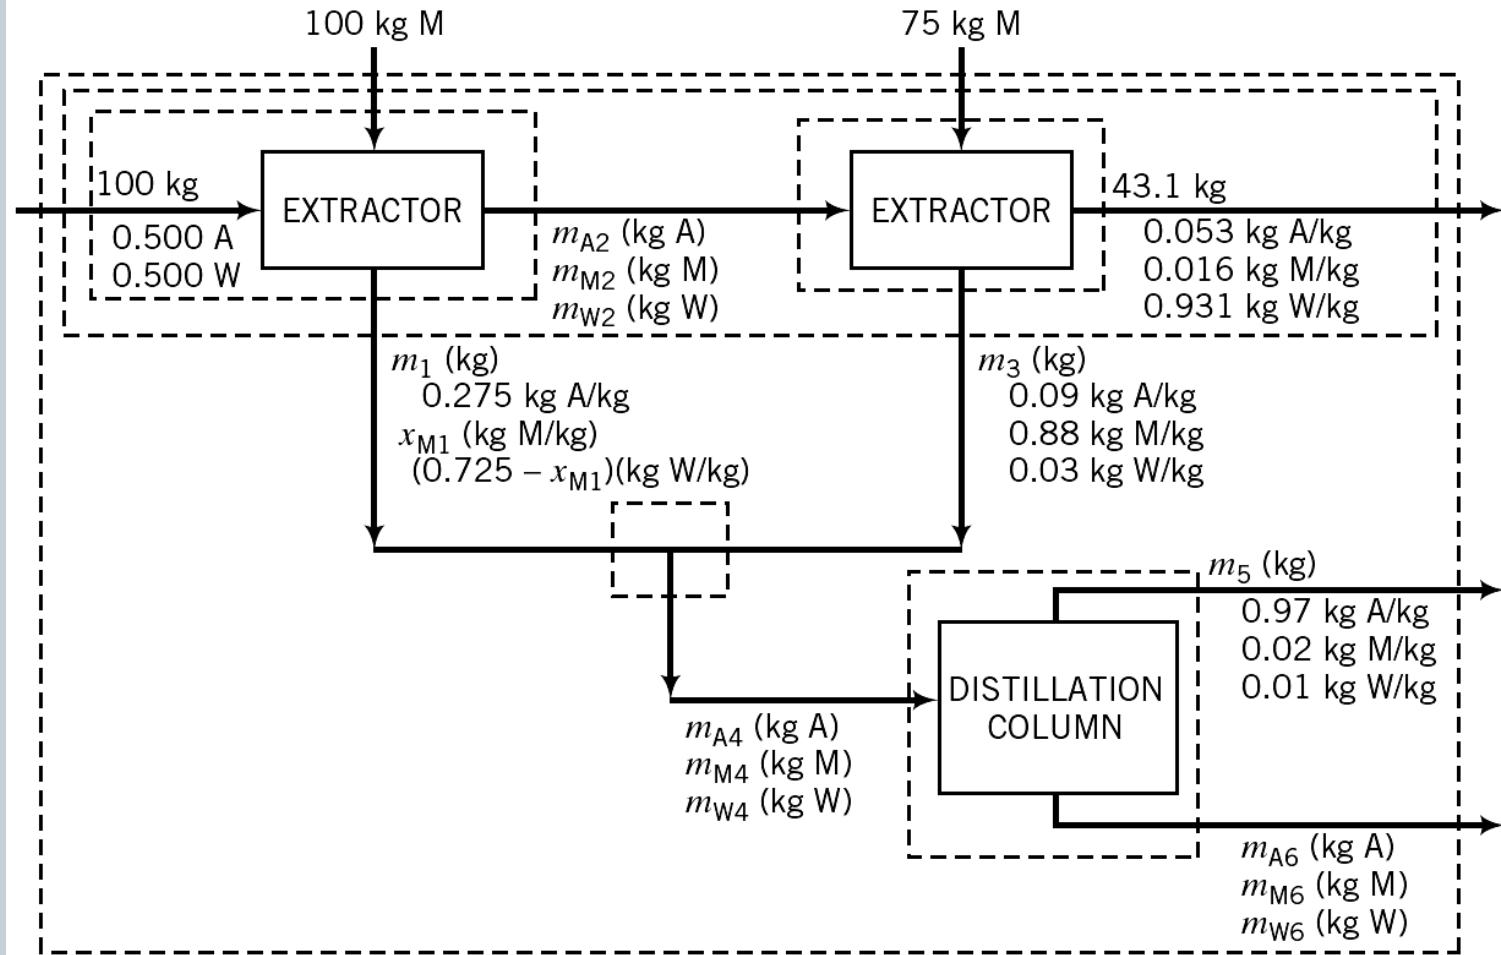 100 kg M
75 kg M
100 kg
0.500 A
0.500 W
EXTRACTOR
m_A2 (kg A)
m_M2 (kg M)
m_W2 (kg W)
EXTRACTOR
43.1 kg
0.053 kg A/kg
0.016 kg M/kg
0.931 kg W/kg
m_1 (kg)
0.275 kg A/kg
x_M1 (kg M/kg)
(0.725 – x_M1)(kg W/kg)
m_3 (kg)
0.09 kg A/kg
0.88 kg M/kg
0.03 kg W/kg
m_A4 (kg A)
m_M4 (kg M)
m_W4 (kg W)
DISTILLATION
COLUMN
m_5 (kg)
0.97 kg A/kg
0.02 kg M/kg
0.01 kg W/kg
m_A6 (kg A)
m_M6 (kg M)
m_W6 (kg W)